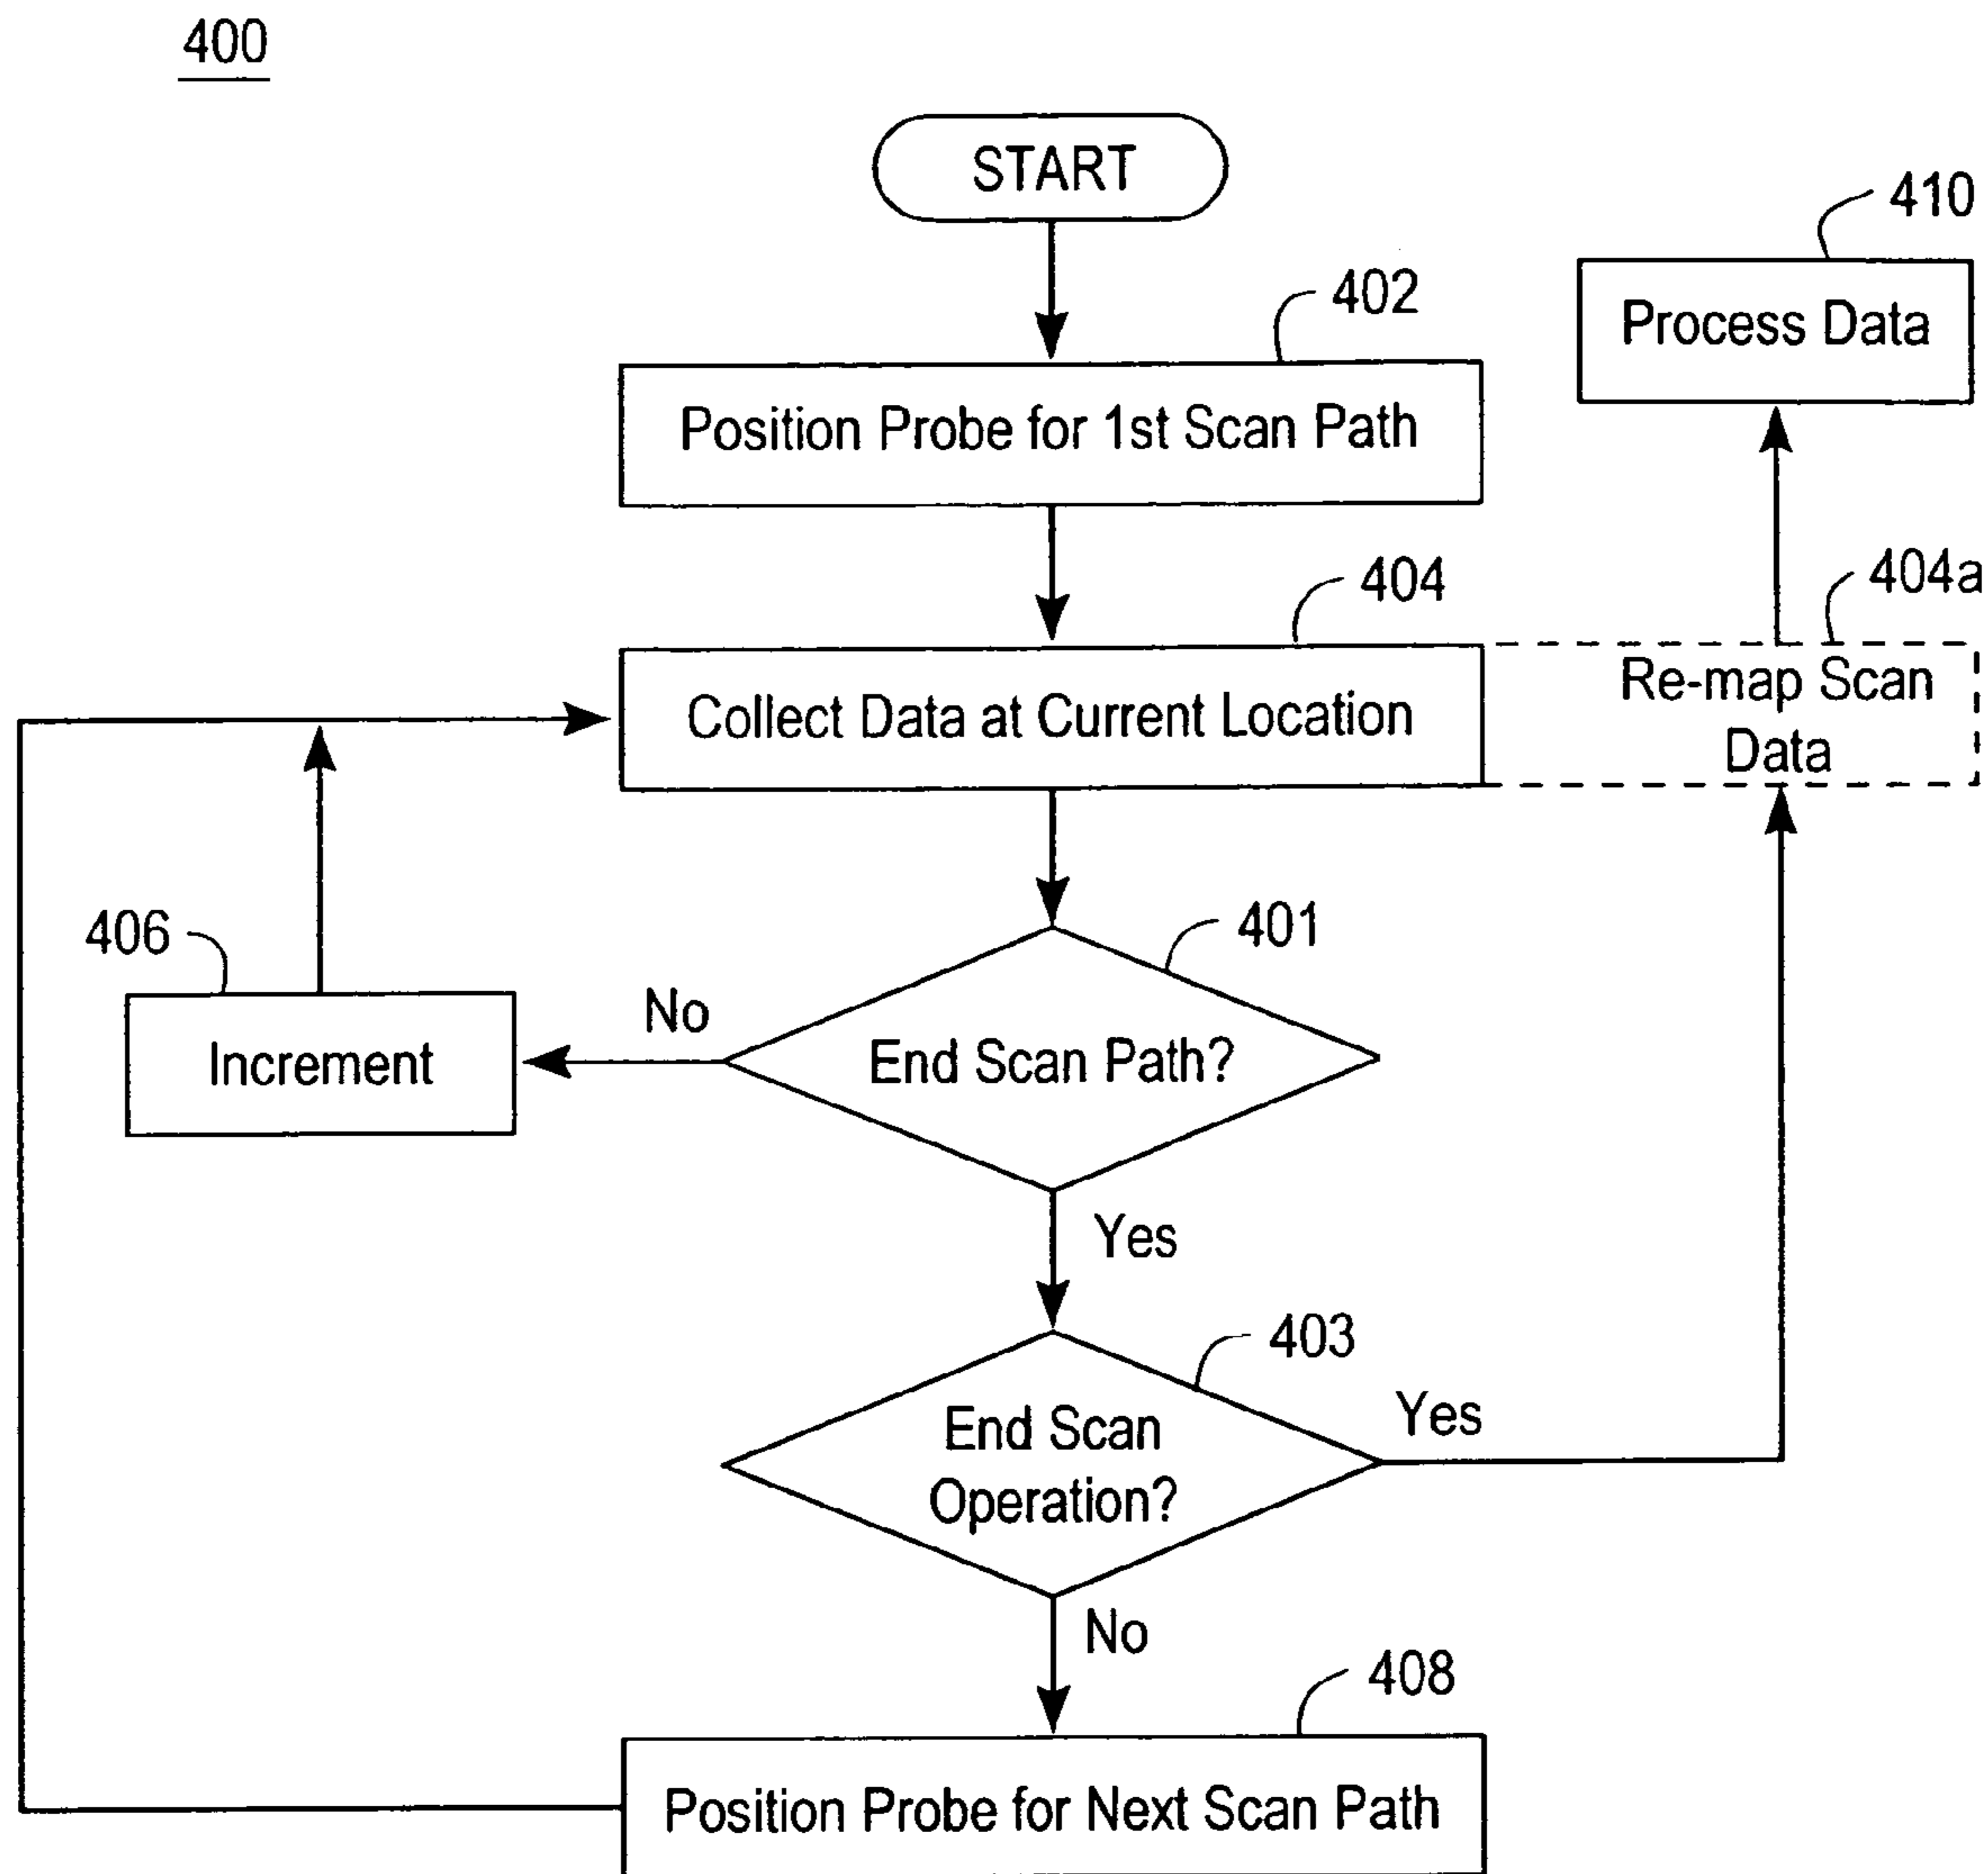 400
START
410
Process Data
402
Position Probe for 1st Scan Path
404
404a
Collect Data at Current Location
Re-map Scan
Data
401
406
No
End Scan Path?
Increment
Yes
403
End Scan
Operation?
Yes
No
408
Position Probe for Next Scan Path